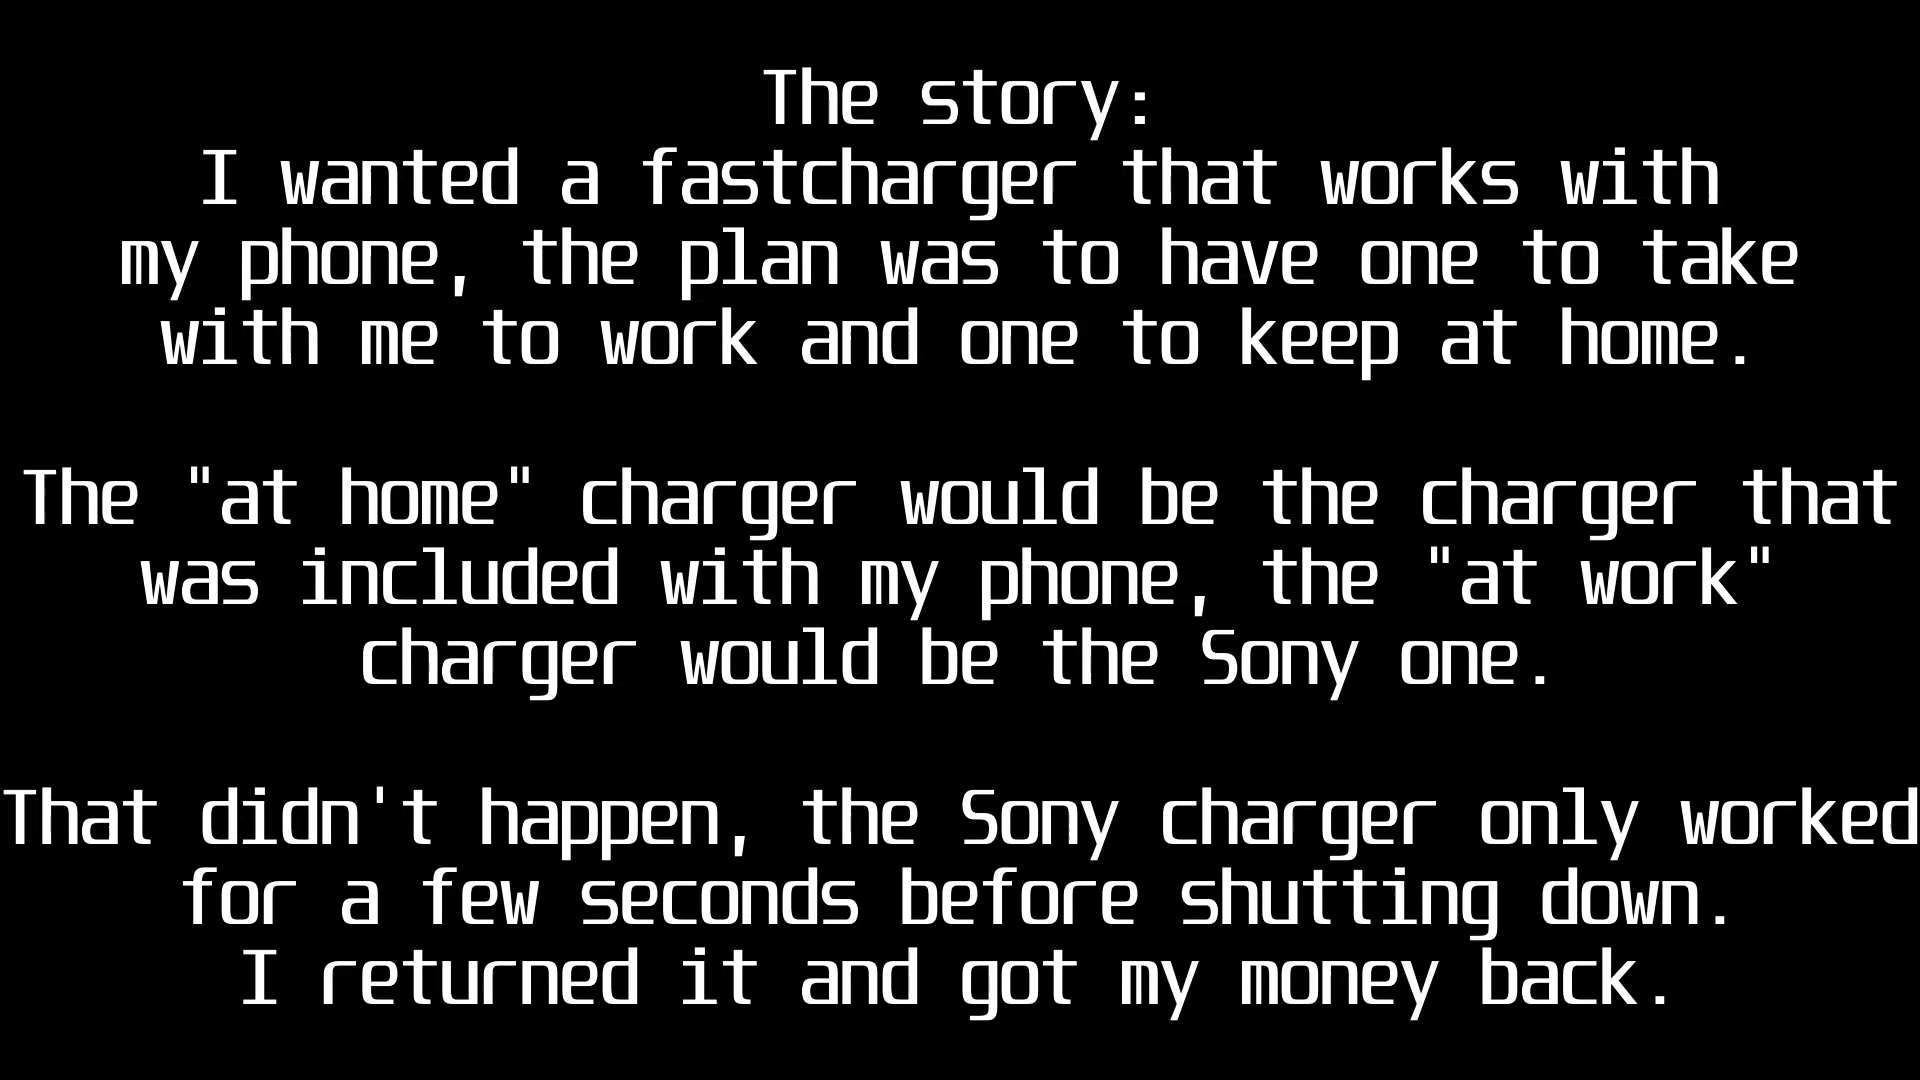 The story:
I wanted a fastcharger that works with
my phone, the plan was to have one to take
with me to work and one to keep at home.
The "at home" charger would be the charger that
was included with my phone, the "at work"
charger would be the Sony one.
That didn't happen, the Sony charger only worked
for a few seconds before shutting down.
I returned it and got my money back.